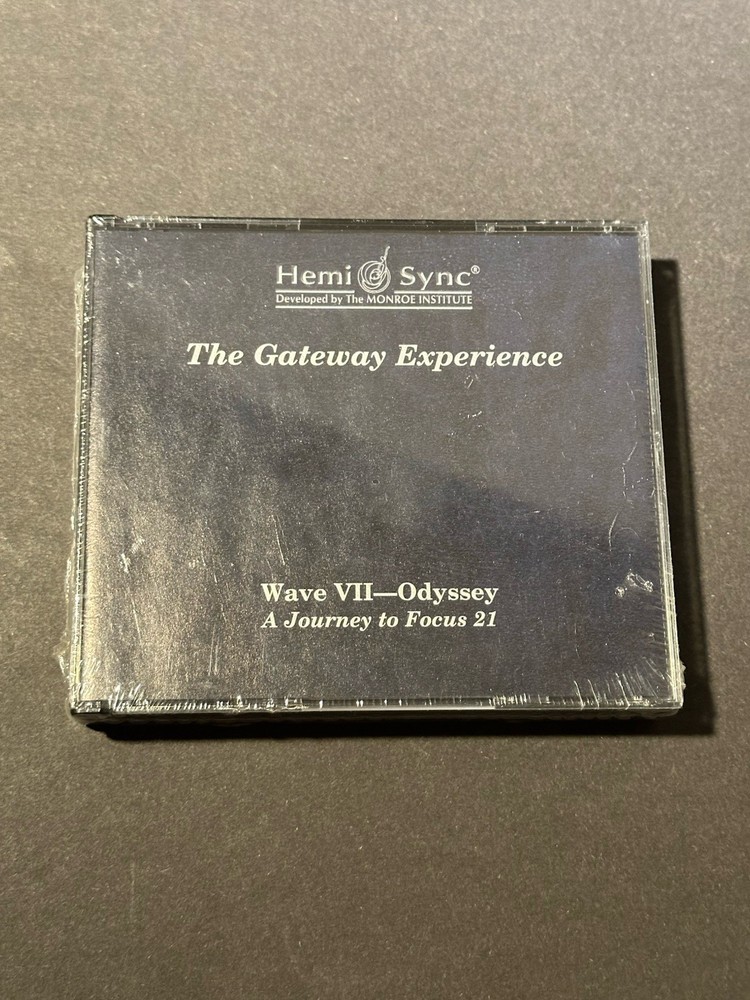 Hemi Sync®
Developed by The MONROE INSTITUTE
The Gateway Experience
Wave VII—Odyssey
A Journey to Focus 21